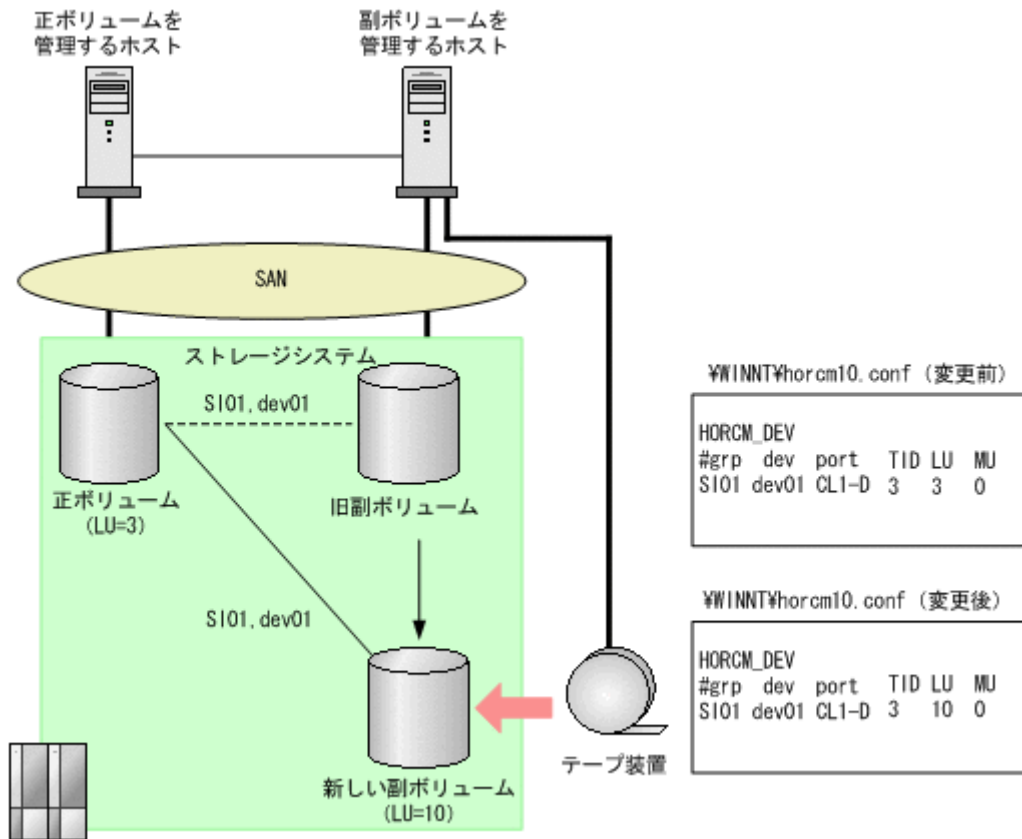 正ボリュームを
管理するホスト
副ボリュームを
管理するホスト
SAN
ストレージシステム
SI01,dev01
正ボリューム
(LU=3)
旧副ボリューム
SI01,dev01
新しい副ボリューム
(LU=10)
テープ装置
¥WINNT¥horcm10.conf (変更前)
HORCM_DEV
#grp dev port TID LU MU
SI01 dev01 CL1-D 3 3 0
¥WINNT¥horcm10.conf (変更後)
HORCM_DEV
#grp dev port TID LU MU
SI01 dev01 CL1-D 3 10 0